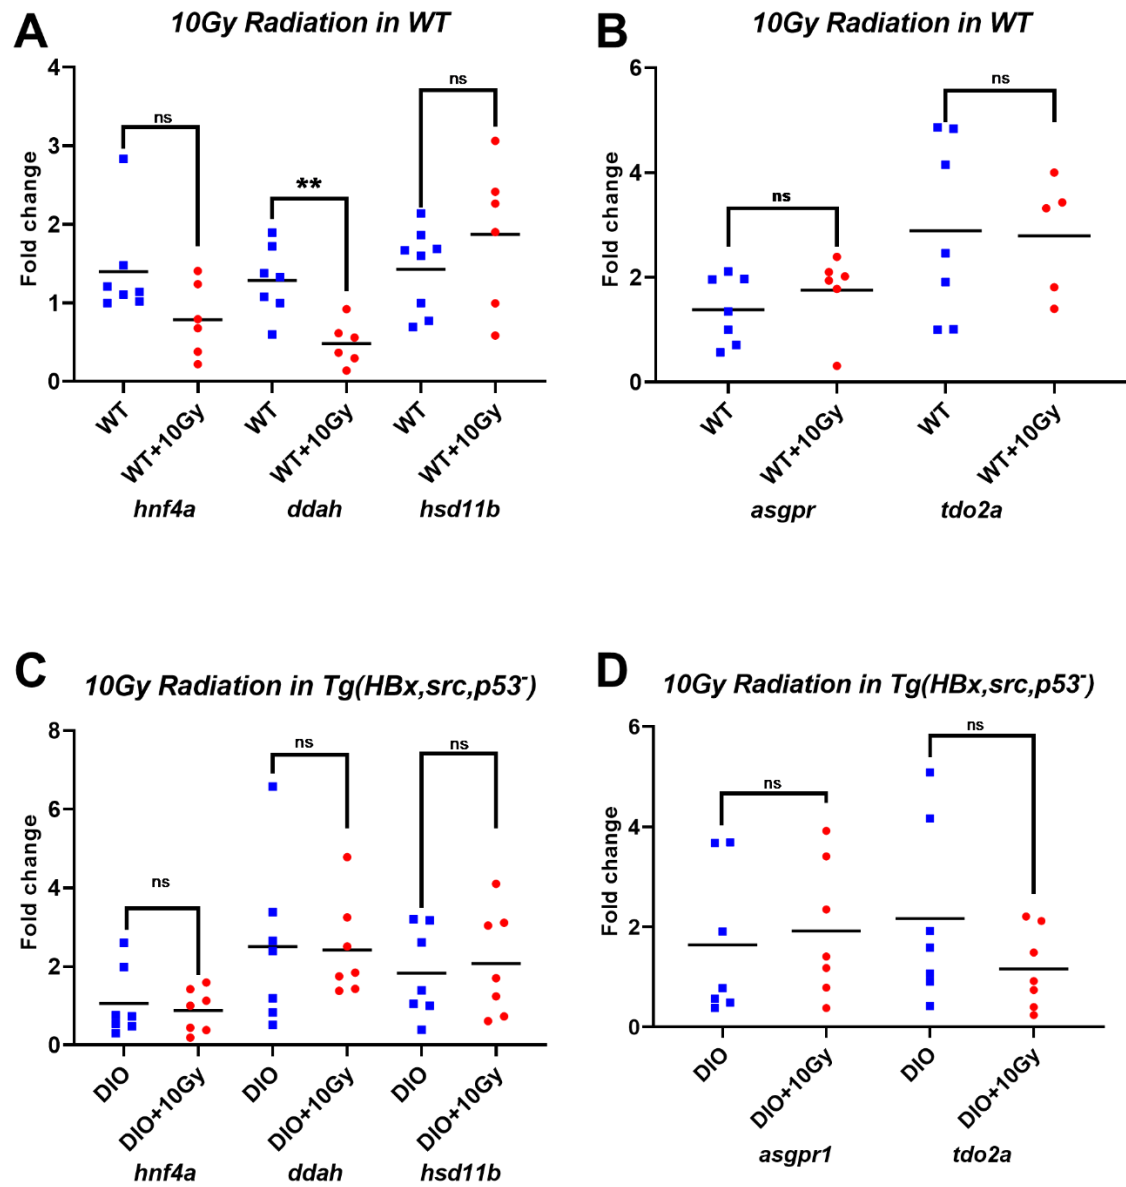 A
10Gy Radiation in WT
Fold change
4
3
2
1
0
ns
**
ns
WT
WT+10Gy
WT
WT+10Gy
WT
WT+10Gy
hnf4a
ddah
hsd11b
B
10Gy Radiation in WT
Fold change
6
4
2
0
ns
ns
WT
WT+10Gy
WT
WT+10Gy
asgpr
tdo2a
C
10Gy Radiation in Tg(HBx,src,p53⁻)
Fold change
8
6
4
2
0
ns
ns
ns
DIO
DIO+10Gy
DIO
DIO+10Gy
DIO
DIO+10Gy
hnf4a
ddah
hsd11b
D
10Gy Radiation in Tg(HBx,src,p53⁻)
Fold change
6
4
2
0
ns
ns
DIO
DIO+10Gy
DIO
DIO+10Gy
asgpr1
tdo2a